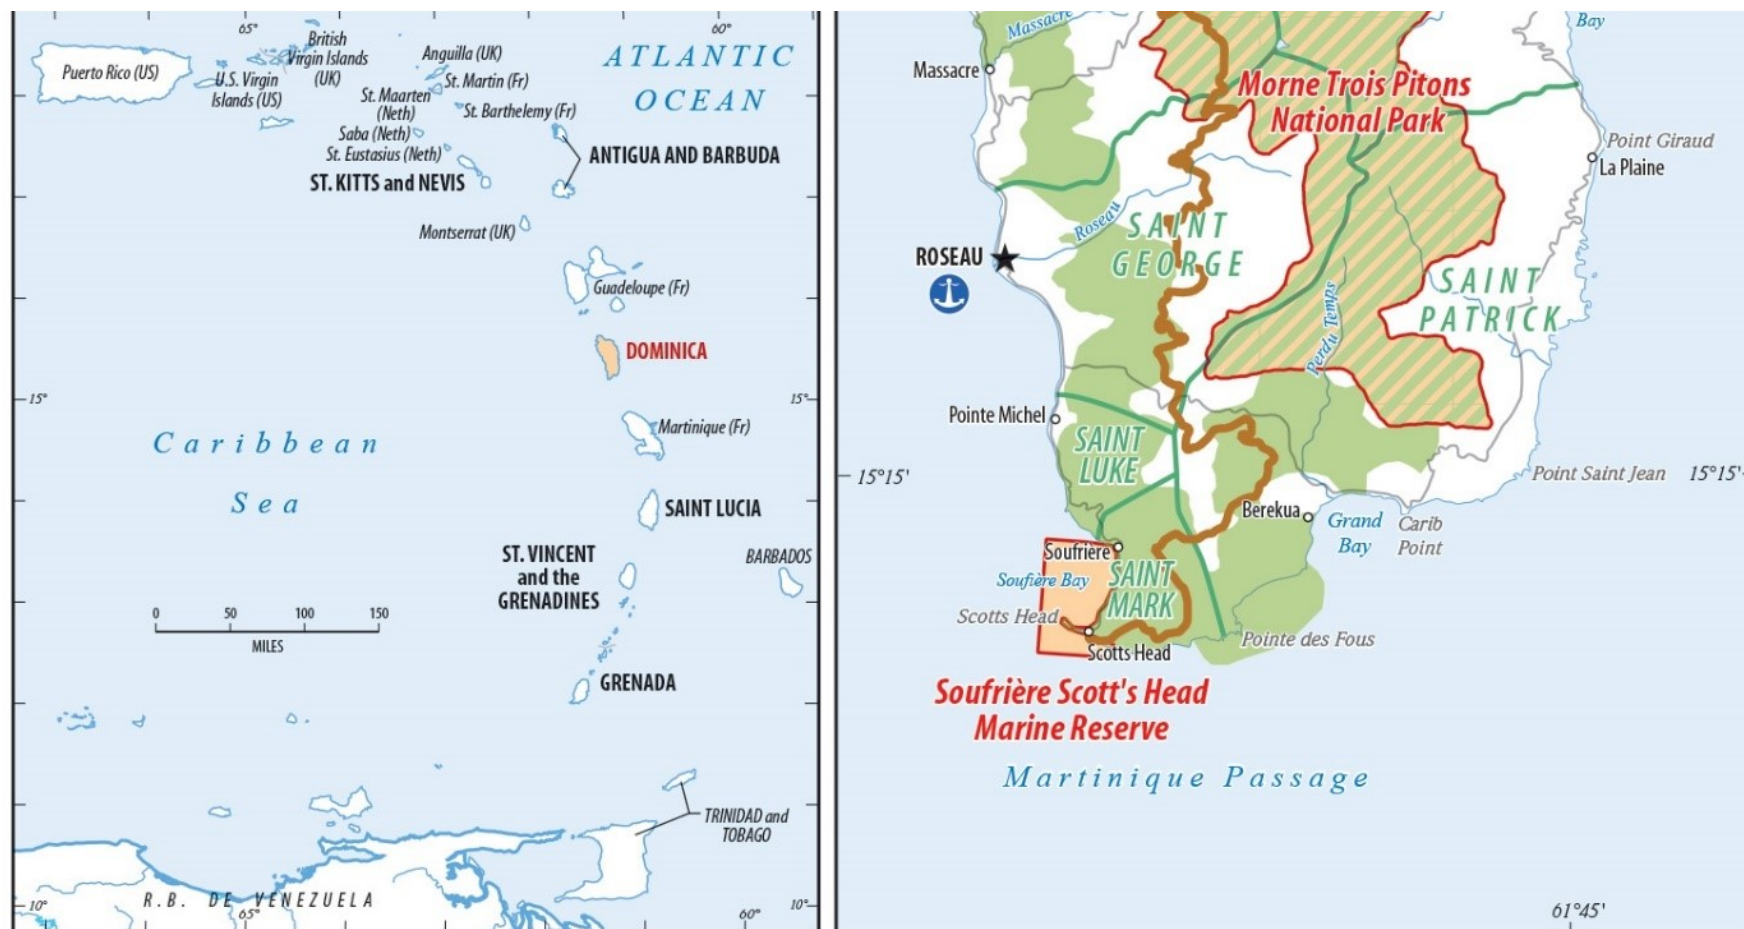 65°
60°
British
Virgin Islands
(UK)
Anguilla (UK)
ATLANTIC
OCEAN
Puerto Rico (US)
U.S. Virgin
Islands (US)
St. Martin (Fr)
St. Maarten
(Neth)
St. Barthelemy (Fr)
Saba (Neth)
St. Eustasius (Neth)
ANTIGUA AND BARBUDA
ST. KITTS and NEVIS
Montserrat (UK)
Guadeloupe (Fr)
DOMINICA
15°
15°
Martinique (Fr)
Caribbean
Sea
SAINT LUCIA
ST. VINCENT
and the
GRENADINES
BARBADOS
0 50 100 150
MILES
GRENADA
TRINIDAD and
TOBAGO
R.B. DE VENEZUELA
10°
65°
60°
10°
Massacre
Bay
Massacre
Morne Trois Pitons
National Park
Point Giraud
La Plaine
Roseau
SAINT
GEORGE
ROSEAU
SAINT
PATRICK
Perdu Temps
Pointe Michel
SAINT
LUKE
15°15'
Point Saint Jean
15°15'
Berekua
Grand
Bay
Carib
Point
Soufrière
Soufière Bay
SAINT
MARK
Scotts Head
Pointe des Fous
Scotts Head
Soufrière Scott's Head
Marine Reserve
Martinique Passage
61°45'